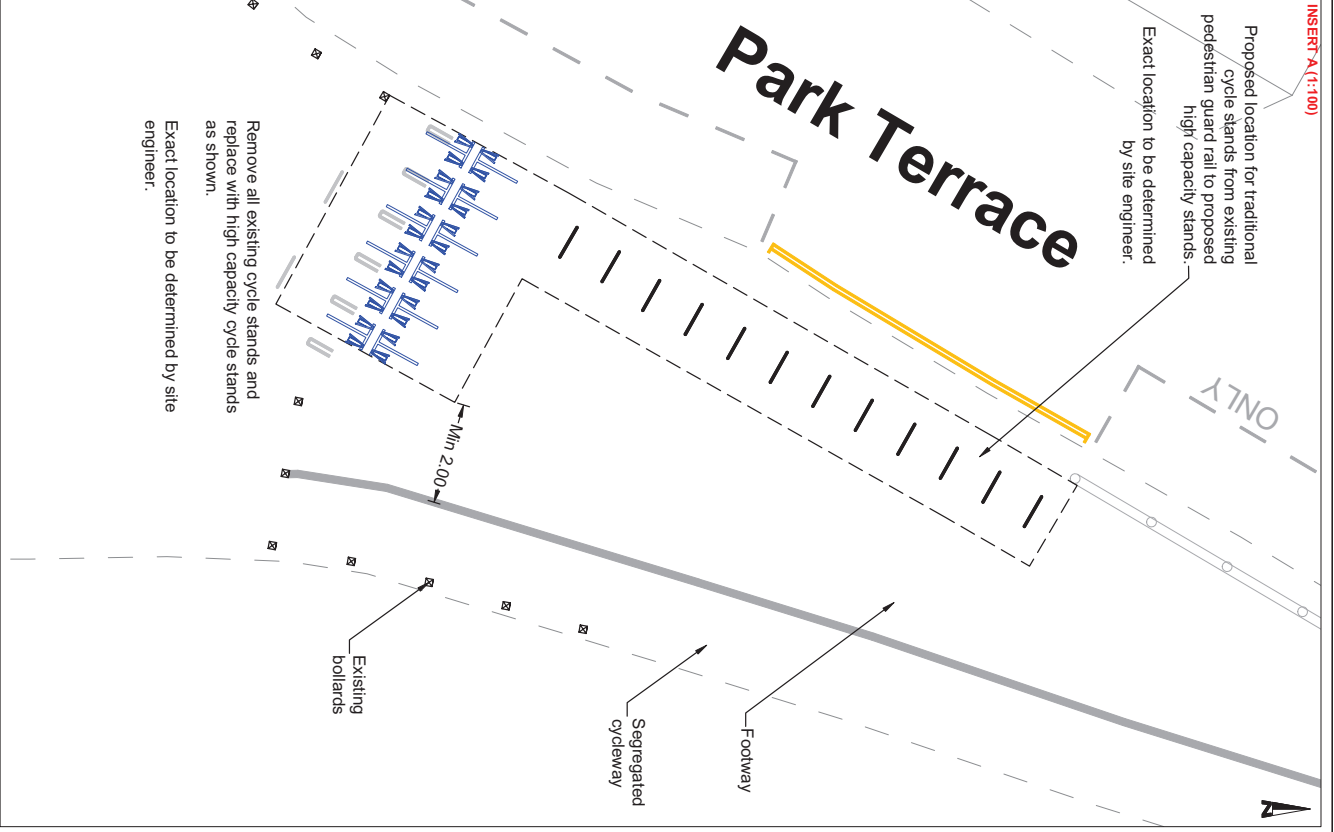 INSERT A (1:100)
Proposed location for traditional
cycle stands from existing
pedestrian guard rail to proposed
high capacity stands.
Exact location to be determined
by site engineer.
Park Terrace
ONLY
Remove all existing cycle stands and
replace with high capacity cycle stands
as shown.
Exact location to be determined by site
engineer.
Min 2.00
Existing
bollards
Segregated
cycleway
Footway
N